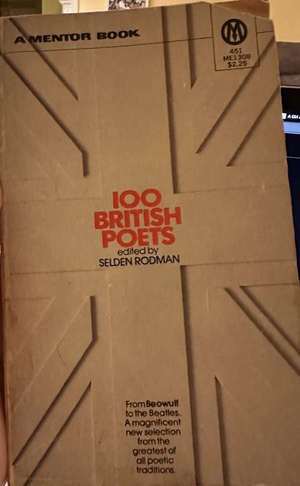 A MENTOR BOOK
M
451
ME1308
$2.25
100
BRITISH
POETS
edited by
SELDEN RODMAN
From Beowulf
to the Beatles.
A magnificent
new selection
from the
greatest of
all poetic
traditions.